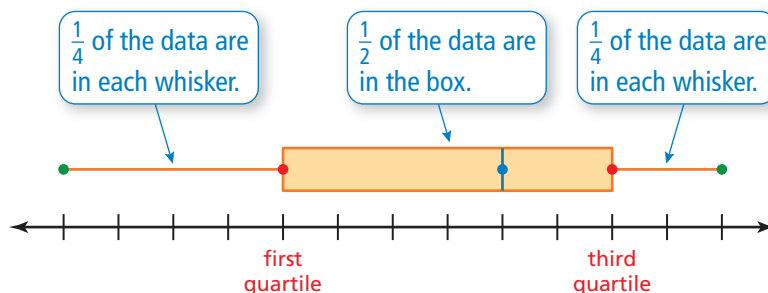 1/4 of the data are
in each whisker.
1/2 of the data are
in the box.
1/4 of the data are
in each whisker.
first
quartile
third
quartile